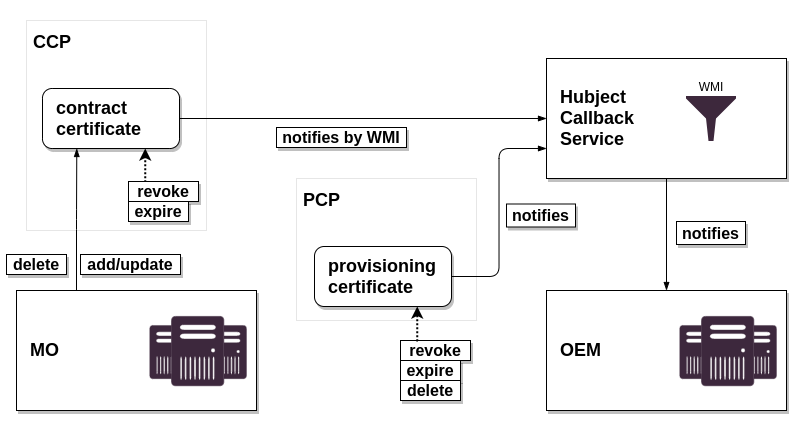 CCP
contract
certificate
notifies by WMI
revoke
expire
delete
add/update
MO
PCP
provisioning
certificate
revoke
expire
delete
notifies
Hubject
Callback
Service
WMI
notifies
OEM